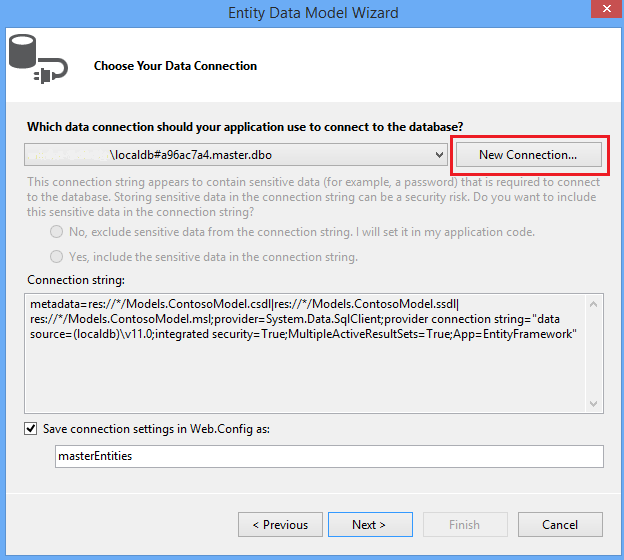 Entity Data Model Wizard
Choose Your Data Connection
Which data connection should your application use to connect to the database?
\localdb#a96ac7a4.master.dbo
New Connection...
This connection string appears to contain sensitive data (for example, a password) that is required to connect
to the database. Storing sensitive data in the connection string can be a security risk. Do you want to include
this sensitive data in the connection string?
No, exclude sensitive data from the connection string. I will set it in my application code.
Yes, include the sensitive data in the connection string.
Connection string:
metadata=res://*/Models.ContosoModel.csdl|res://*/Models.ContosoModel.ssdl|
res://*/Models.ContosoModel.msl;provider=System.Data.SqlClient;provider connection string="data
source=(localdb)\v11.0;integrated security=True;MultipleActiveResultSets=True;App=EntityFramework"
Save connection settings in Web.Config as:
masterEntities
< Previous
Next >
Finish
Cancel